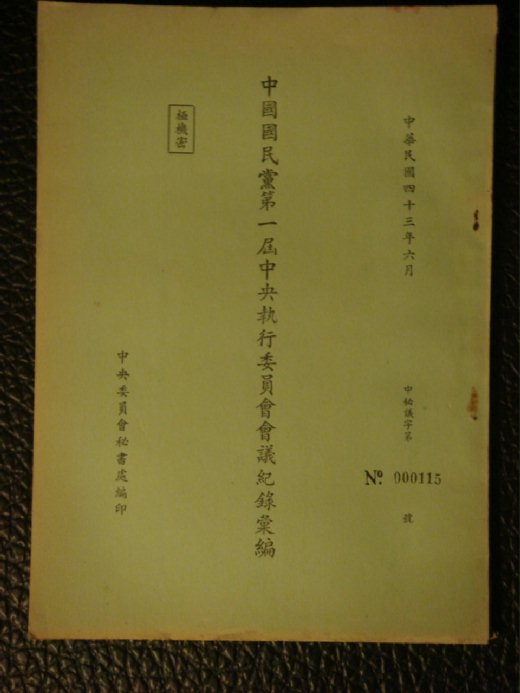 中華民國四十三年六月
中祕議字第
Nº 000115
號
中國國民黨第一屆中央執行委員會會議紀錄彙編
極機密
中央委員會祕書處編印